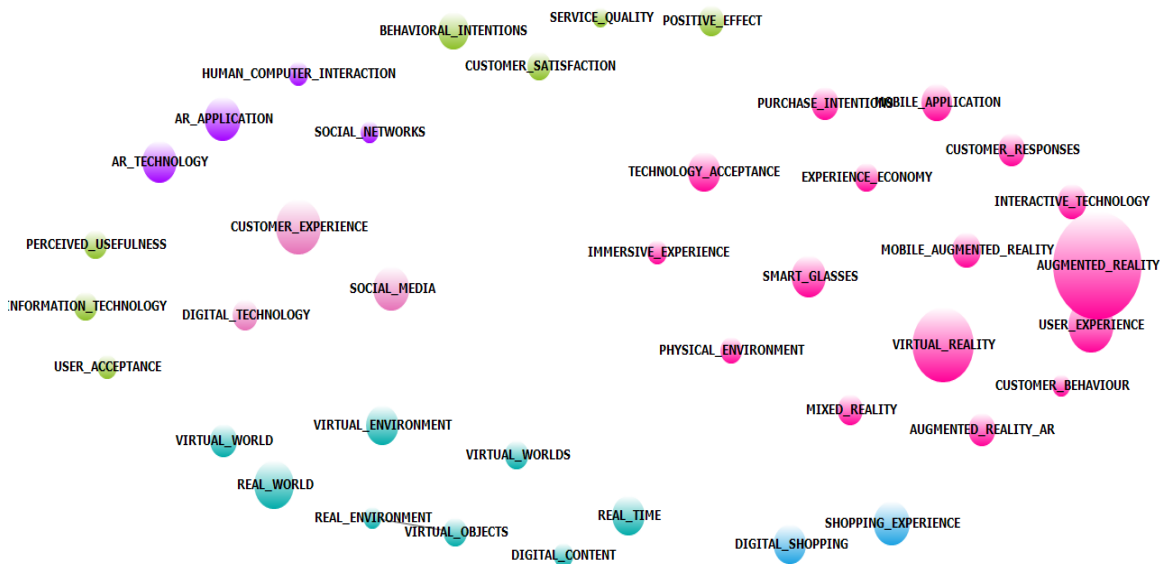 SERVICE_QUALITY
POSITIVE_EFFECT
BEHAVIORAL_INTENTIONS
CUSTOMER_SATISFACTION
HUMAN_COMPUTER_INTERACTION
PURCHASE_INTENTIONS
MOBILE_APPLICATION
AR_APPLICATION
SOCIAL_NETWORKS
CUSTOMER_RESPONSES
AR_TECHNOLOGY
TECHNOLOGY_ACCEPTANCE
EXPERIENCE_ECONOMY
INTERACTIVE_TECHNOLOGY
CUSTOMER_EXPERIENCE
PERCEIVED_USEFULNESS
IMMERSIVE_EXPERIENCE
MOBILE_AUGMENTED_REALITY
AUGMENTED_REALITY
SMART_GLASSES
SOCIAL_MEDIA
INFORMATION_TECHNOLOGY
DIGITAL_TECHNOLOGY
USER_EXPERIENCE
VIRTUAL_REALITY
PHYSICAL_ENVIRONMENT
USER_ACCEPTANCE
CUSTOMER_BEHAVIOUR
MIXED_REALITY
VIRTUAL_ENVIRONMENT
AUGMENTED_REALITY_AR
VIRTUAL_WORLD
VIRTUAL_WORLDS
REAL_WORLD
REAL_ENVIRONMENT
REAL_TIME
SHOPPING_EXPERIENCE
VIRTUAL_OBJECTS
DIGITAL_SHOPPING
DIGITAL_CONTENT